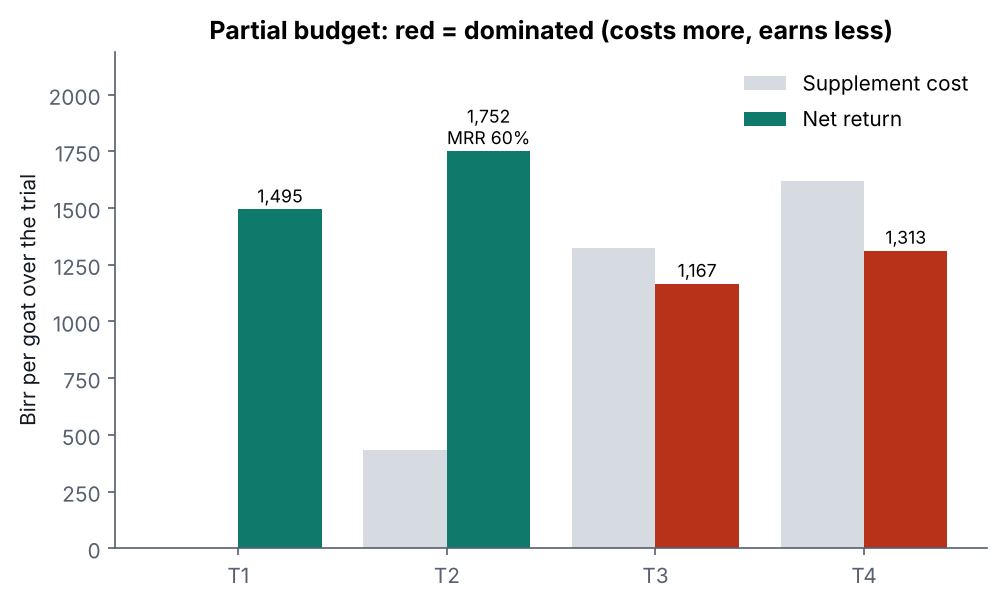 Partial budget: red = dominated (costs more, earns less)
Supplement cost
Net return
Birr per goat over the trial
2000
1750
1500
1250
1000
750
500
250
0
1,495
1,752
MRR 60%
1,167
1,313
T1
T2
T3
T4